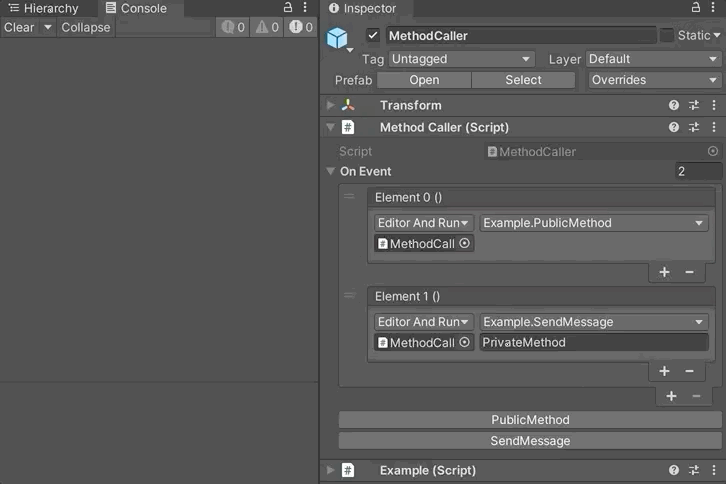 Hierarchy Console
Clear Collapse 0 0 0
Inspector
MethodCaller Static
Tag Untagged Layer Default
Prefab Open Select Overrides
Transform
# Method Caller (Script)
Script # MethodCaller
On Event 2
Element 0 ()
Editor And Run Example.PublicMethod
# MethodCall
Element 1 ()
Editor And Run Example.SendMessage
# MethodCall PrivateMethod
PublicMethod
SendMessage
# Example (Script)